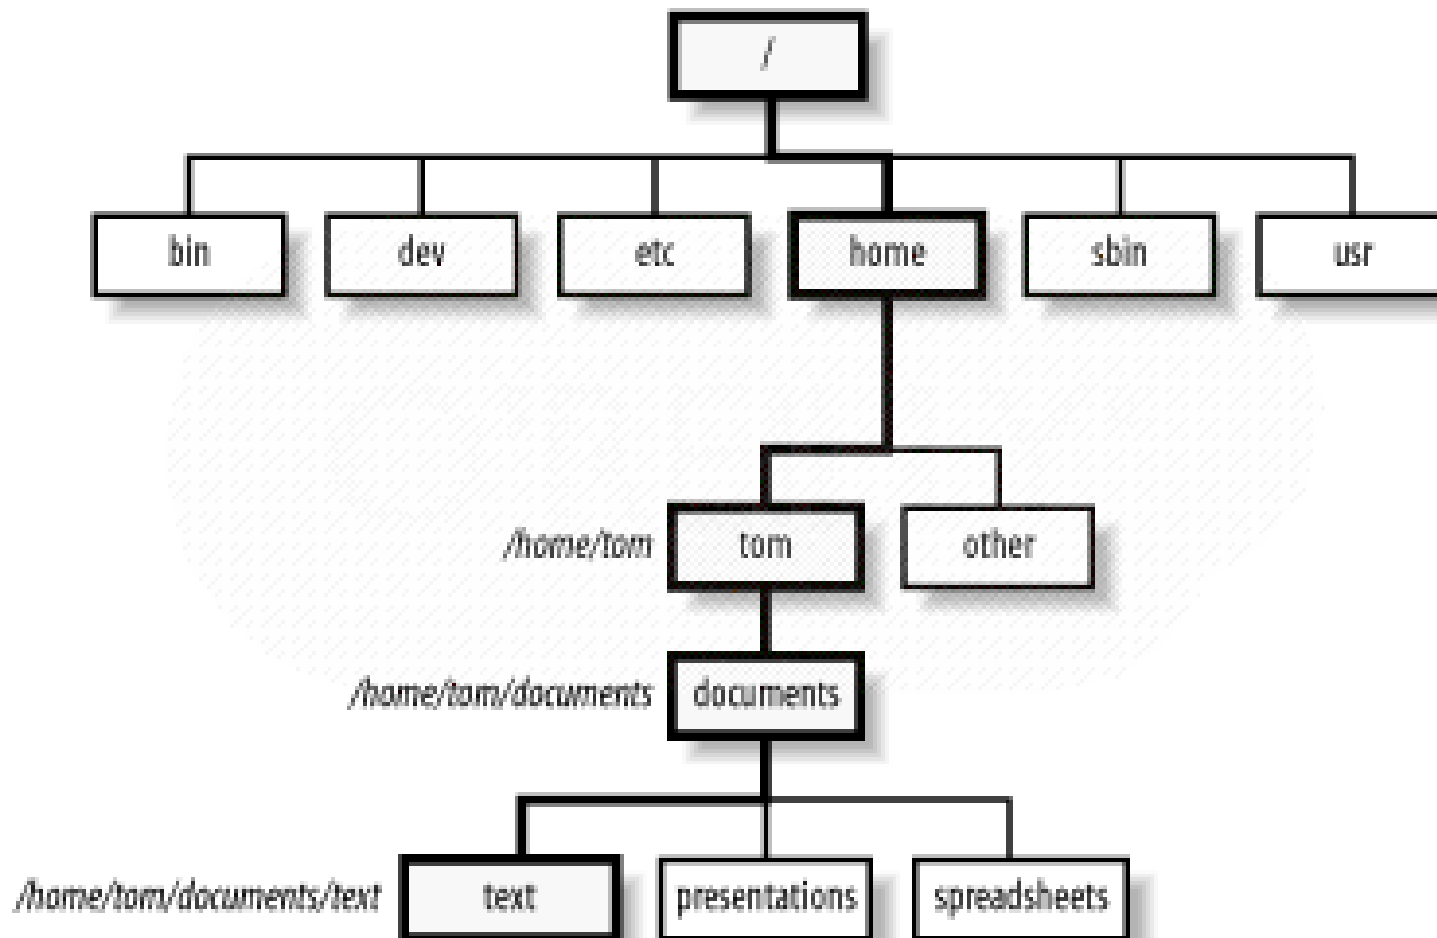 /
bin dev etc home sbin usr
/home/tom tom other
/home/tom/documents documents
/home/tom/documents/text text presentations spreadsheets